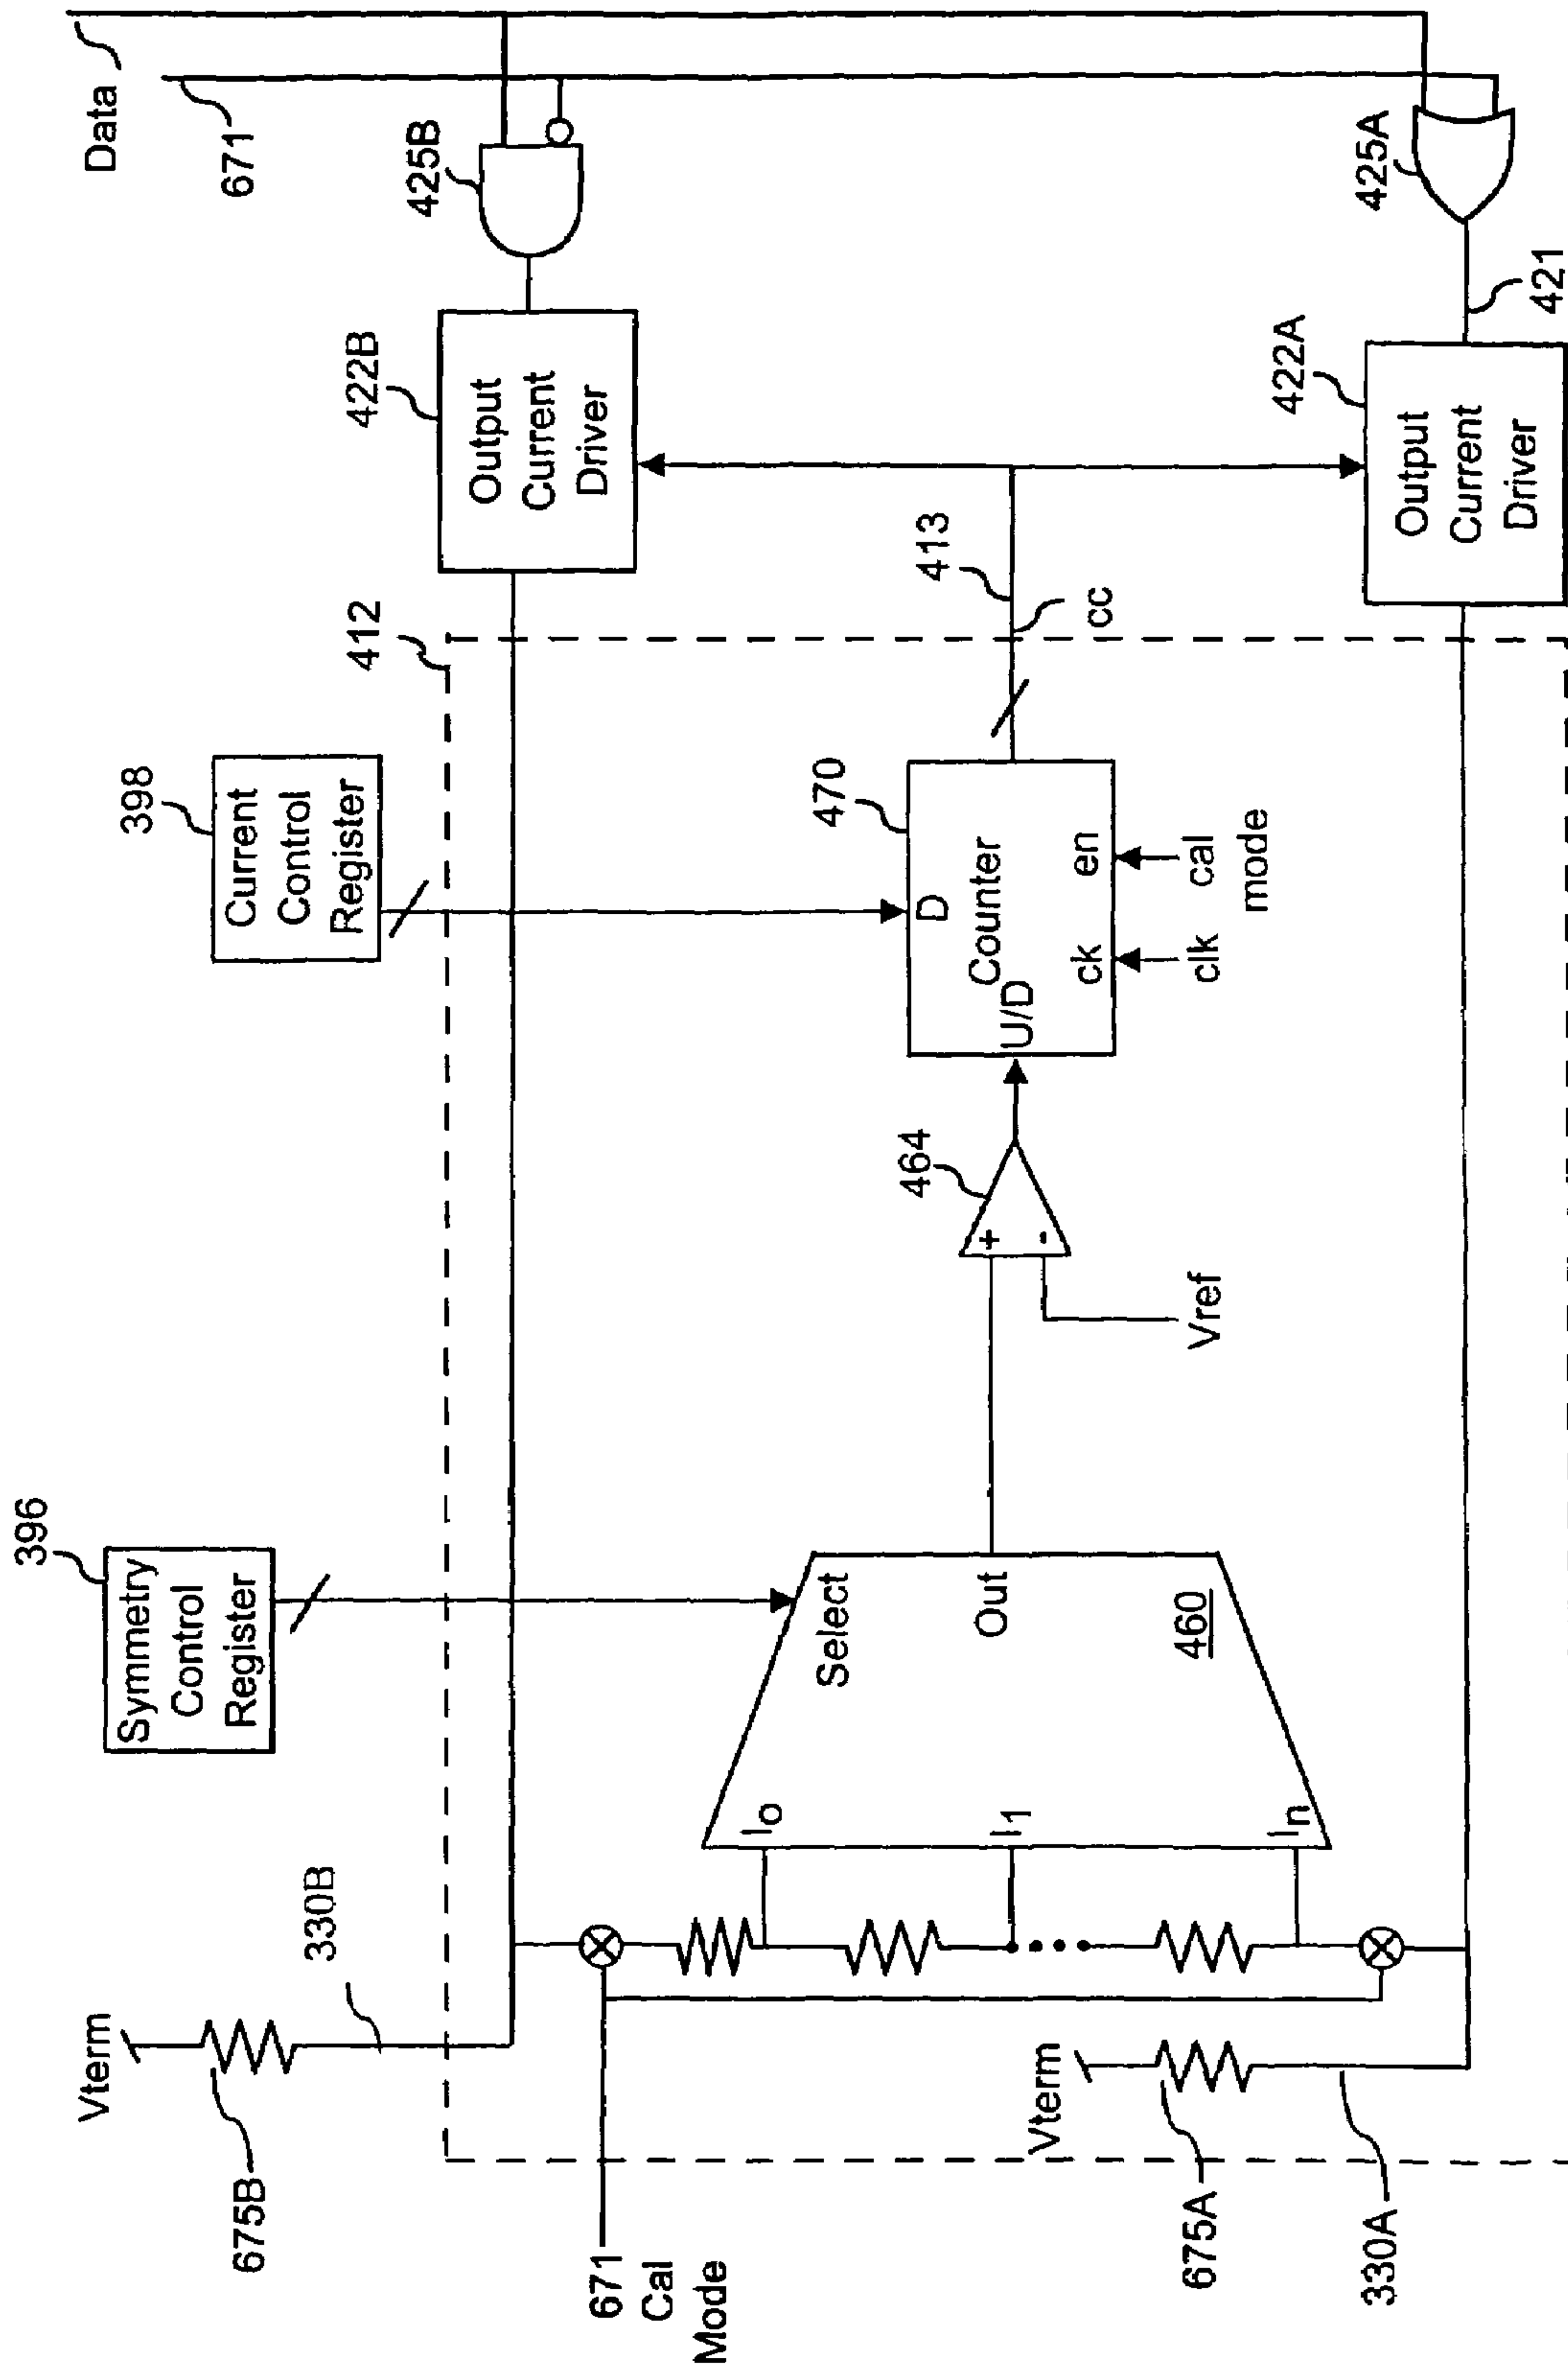 Data
671
425B
425A
421
422B
Output
Current
Driver
422A
Output
Current
Driver
412
413
cc
398
Current
Control
Register
470
D
Counter
U/D
ck
en
clk
cal
mode
464
+
-
Vref
396
Symmetry
Control
Register
Select
Out
460
I0
I1
In
330B
Vterm
675B
671
Cal
Mode
Vterm
675A
330A